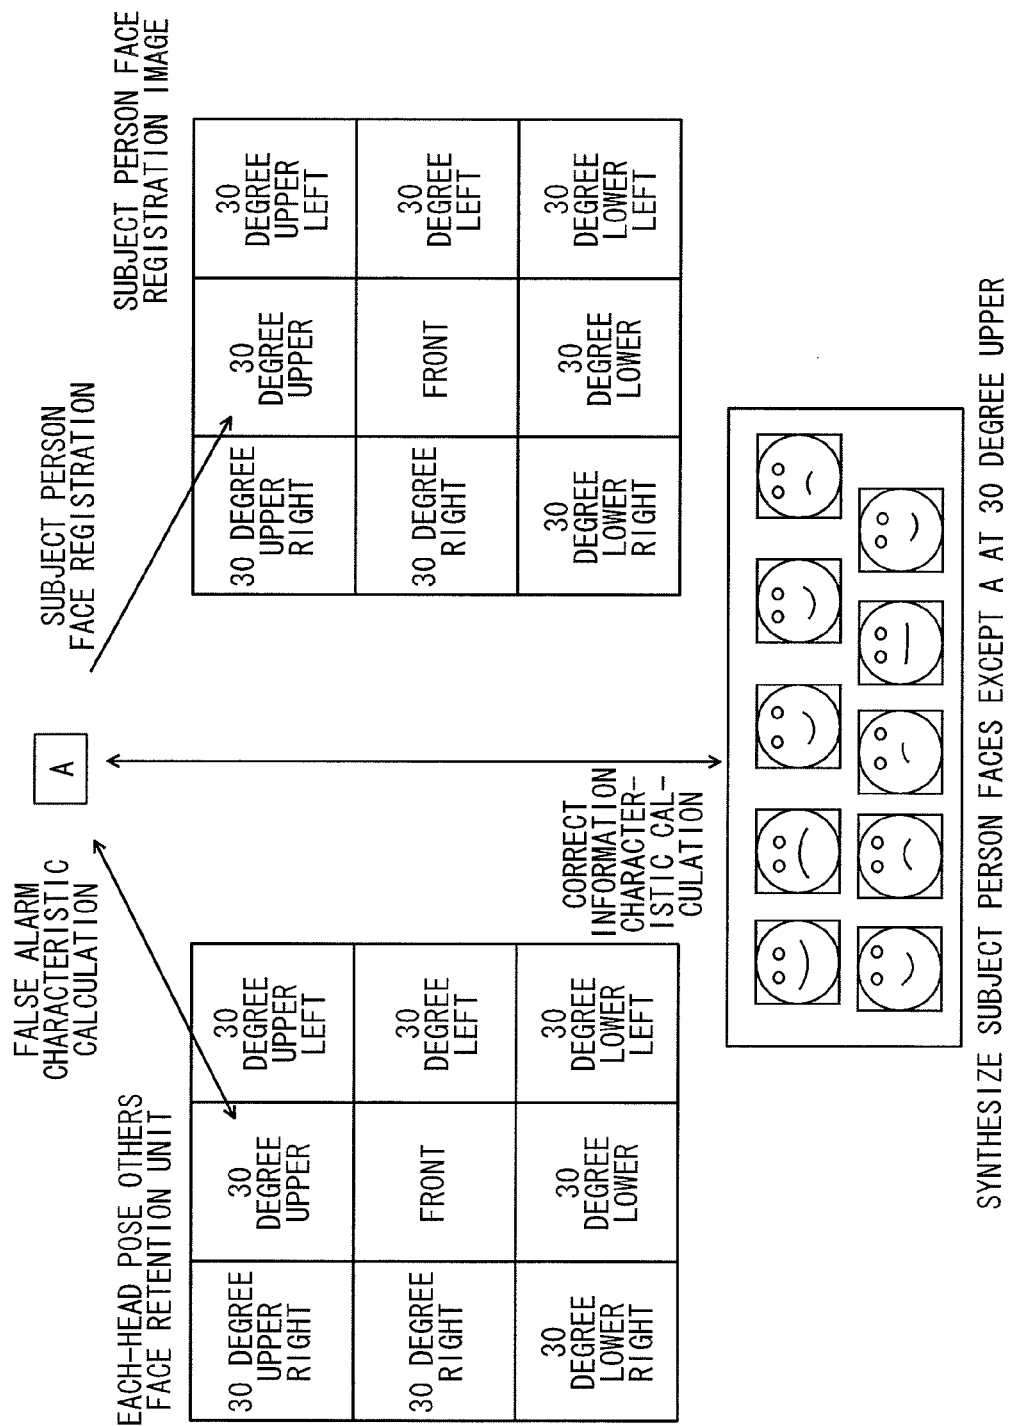 FALSE ALARM
CHARACTERISTIC
CALCULATION
A
SUBJECT PERSON
FACE REGISTRATION
EACH-HEAD POSE OTHERS
FACE RETENTION UNIT
30 DEGREE
UPPER
RIGHT
30
DEGREE
UPPER
30
DEGREE
UPPER
LEFT
30 DEGREE
RIGHT
FRONT
30
DEGREE
LEFT
30
DEGREE
LOWER
RIGHT
30
DEGREE
LOWER
30
DEGREE
LOWER
LEFT
SUBJECT PERSON FACE
REGISTRATION IMAGE
30 DEGREE
UPPER
RIGHT
30
DEGREE
UPPER
30
DEGREE
UPPER
LEFT
30 DEGREE
RIGHT
FRONT
30
DEGREE
LEFT
30
DEGREE
LOWER
RIGHT
30
DEGREE
LOWER
30
DEGREE
LOWER
LEFT
CORRECT
INFORMATION
CHARACTER-
ISTIC CAL-
CULATION
SYNTHESIZE SUBJECT PERSON FACES EXCEPT A AT 30 DEGREE UPPER